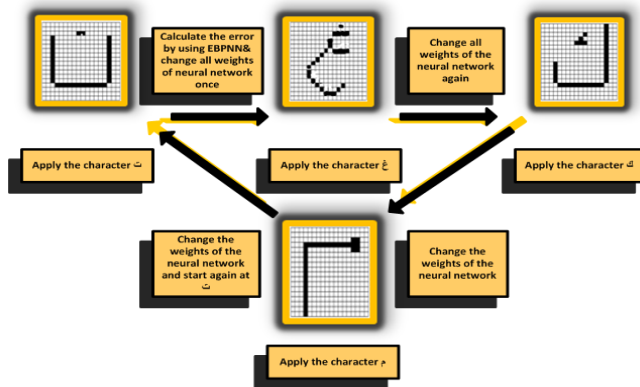 Calculate the error
by using EBPNN&
change all weights
of neural network
once
Change all
weights of the
neural network
again
Apply the character ت
Apply the character غ
Apply the character ك
Change the
weights of the
neural network
and start again at
ت
Change the
weights of the
neural network
Apply the character م